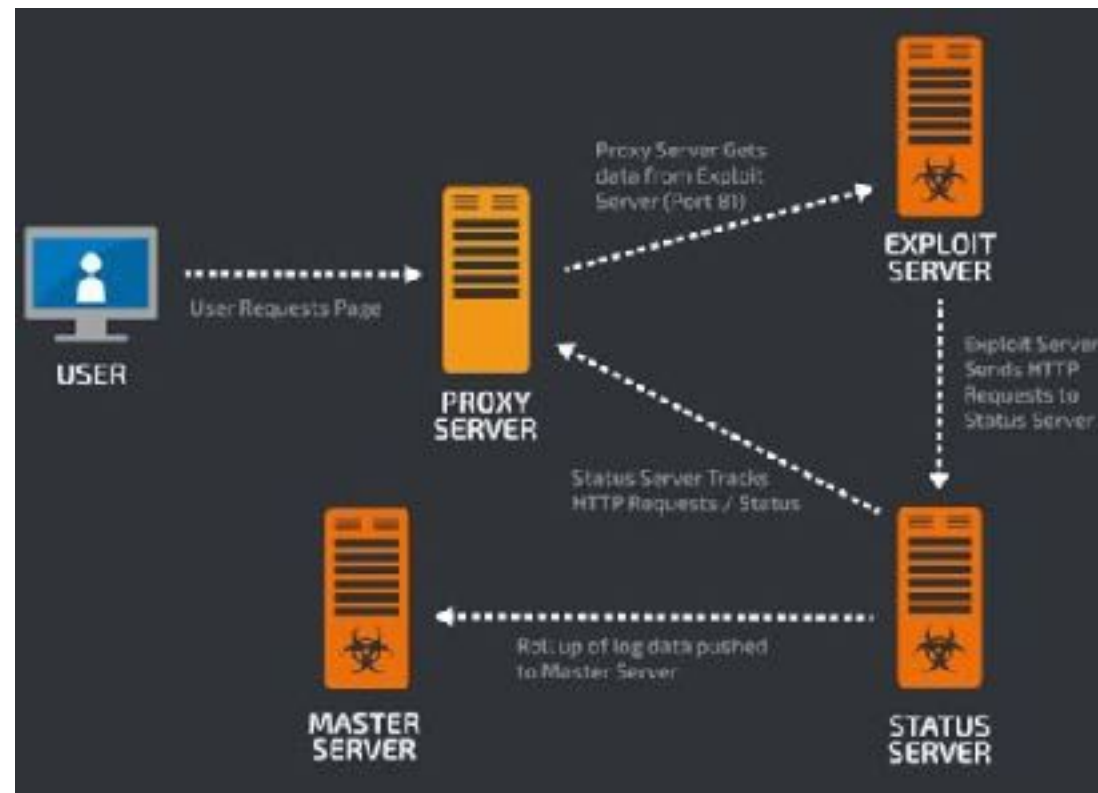 Proxy Server Gets
data from Exploit
Server (Port 81)
EXPLOIT
SERVER
User Requests Page
USER
PROXY
SERVER
Exploit Server
Sends HTTP
Requests to
Status Server
Status Server Tracks
HTTP Requests / Status
Roll up of log data pushed
to Master Server
MASTER
SERVER
STATUS
SERVER